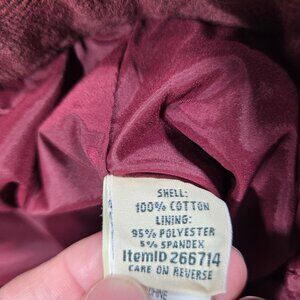 SHELL:
100% COTTON
LINING:
95% POLYESTER
5% SPANDEX
ItemID 266714
CARE ON REVERSE